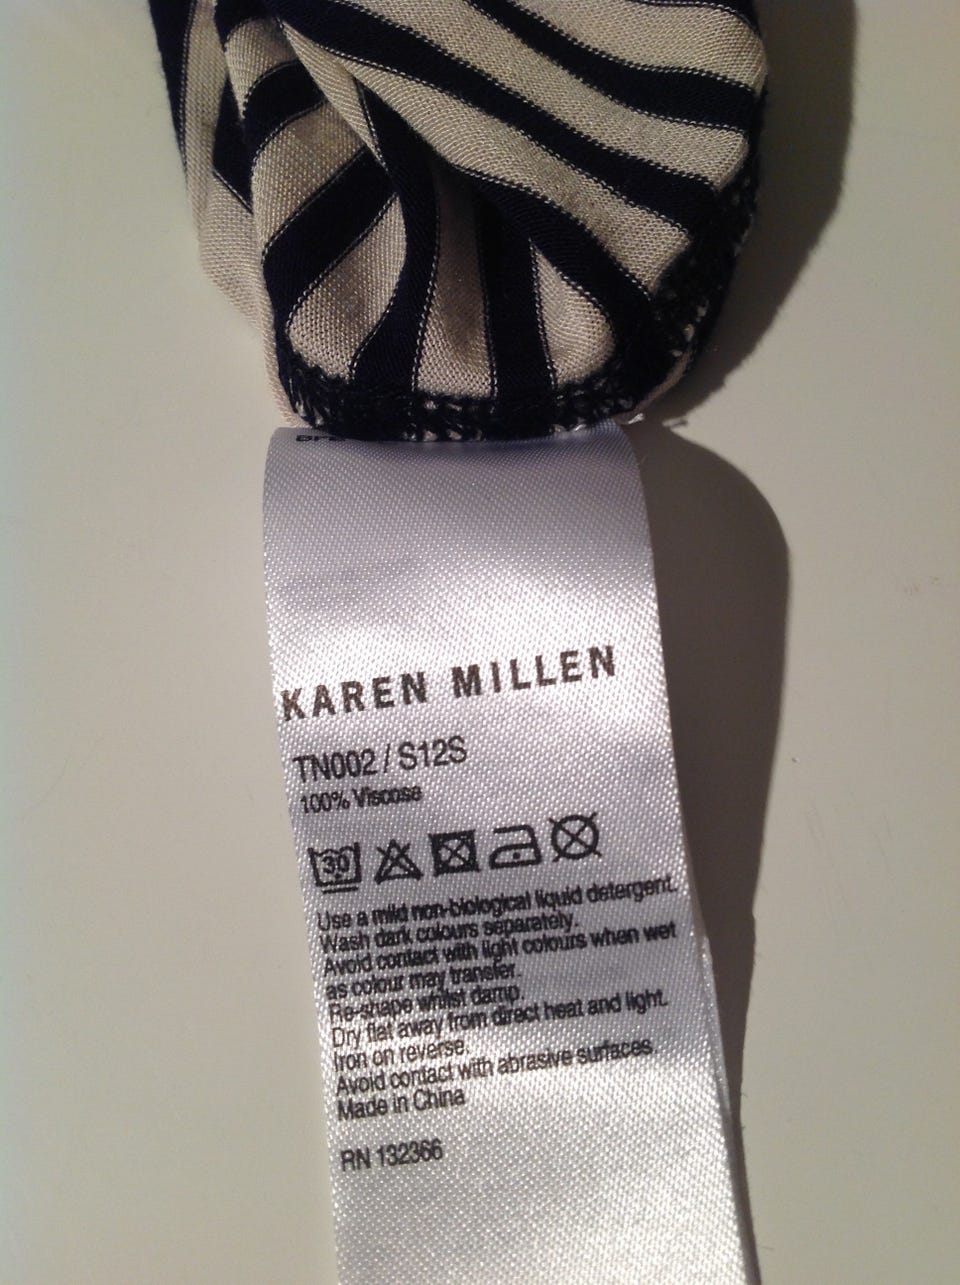 KAREN MILLEN
TN002 / S12S
100% Viscose
30
Use a mild non-biological liquid detergent.
Wash dark colours separately.
Avoid contact with light colours when wet
as colour may transfer.
Re-shape whilst damp.
Dry flat away from direct heat and light.
Iron on reverse.
Avoid contact with abrasive surfaces.
Made in China
RN 132366